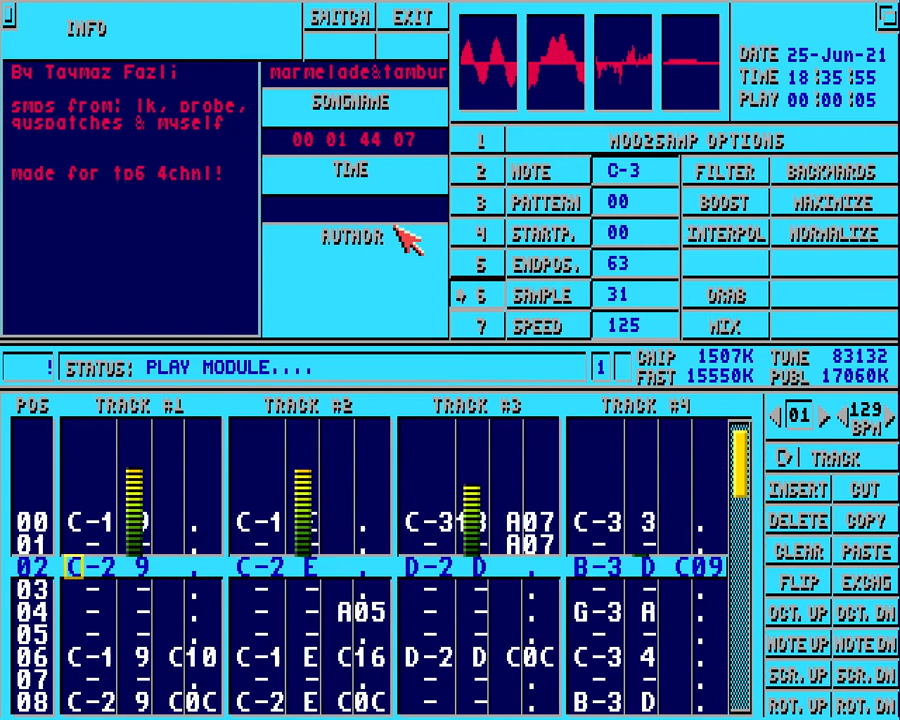 INFO
SWITCH EXIT
By Taymaz Fazli
smps from! lk, probe,
guspatches & myself
made for tp6 4chnl!
marmelade&tambur
SONGNAME
00 01 44 07
TIME
AUTHOR
DATE 25-Jun-21
TIME 18:35:55
PLAY 00:00:05
1 MOD2SAMP OPTIONS
2 NOTE C-3 FILTER BACKWARDS
3 PATTERN 00 BOOST MAXIMIZE
4 STARTP. 00 INTERPOL NORMALIZE
5 ENDPOS. 63
6 SAMPLE 31 GRAB
7 SPEED 125 MIX
! STATUS: PLAY MODULE.... 1
CHIP 1507K TUNE 83132
FAST 15550K PUBL 17060K
POS TRACK #1 TRACK #2 TRACK #3 TRACK #4
00 C-1 9 . C-1 E . C-3 A07 C-3 3 .
01 – – . – – . – – A07 – – .
02 C-2 9 . C-2 E . D-2 D . B-3 D C09
03 – – . – – . – – . – – .
04 – – . – – A05 – – . G-3 A .
05 – – . – – . – – . – – .
06 C-1 9 C10 C-1 E C16 D-2 D C0C C-3 4 .
07 – – . – – . – – . – – .
08 C-2 9 C0C C-2 E C0C – – . B-3 D .
01 129
BPM
TRACK
INSERT CUT
DELETE COPY
CLEAR PASTE
FLIP EXCHG
OCT. UP OCT. DN
NOTE UP NOTE DN
SCR. UP SCR. DN
ROT. UP ROT. DN